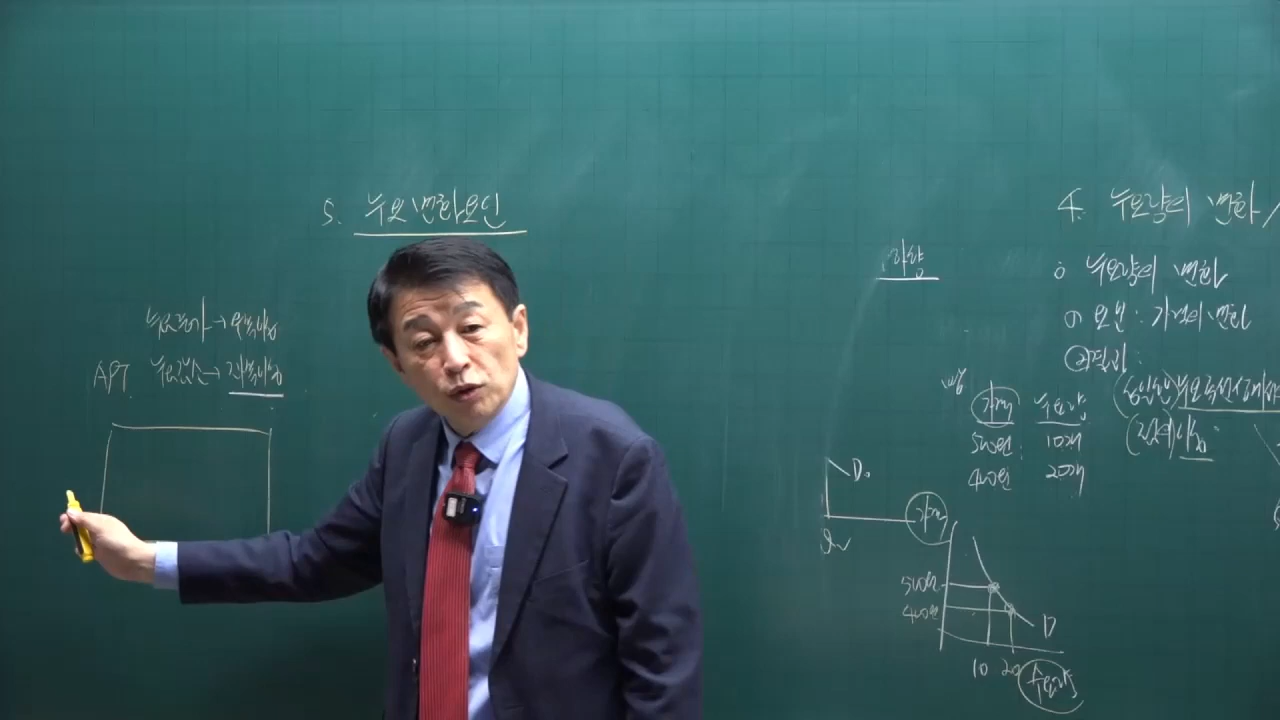 5. 수요변화요인
수요증가 → 우측이동
APT 수요감소 → 좌측이동
4. 수요량의 변화 /
수요량의 변화
요인 : 가격의 변화
결과 :
(동일선)수요곡선상에서
(점의)이동
가격 수요량
500원 : 10개
400원 20개
D₀
가격
500원
400원
D
10 20 수요량